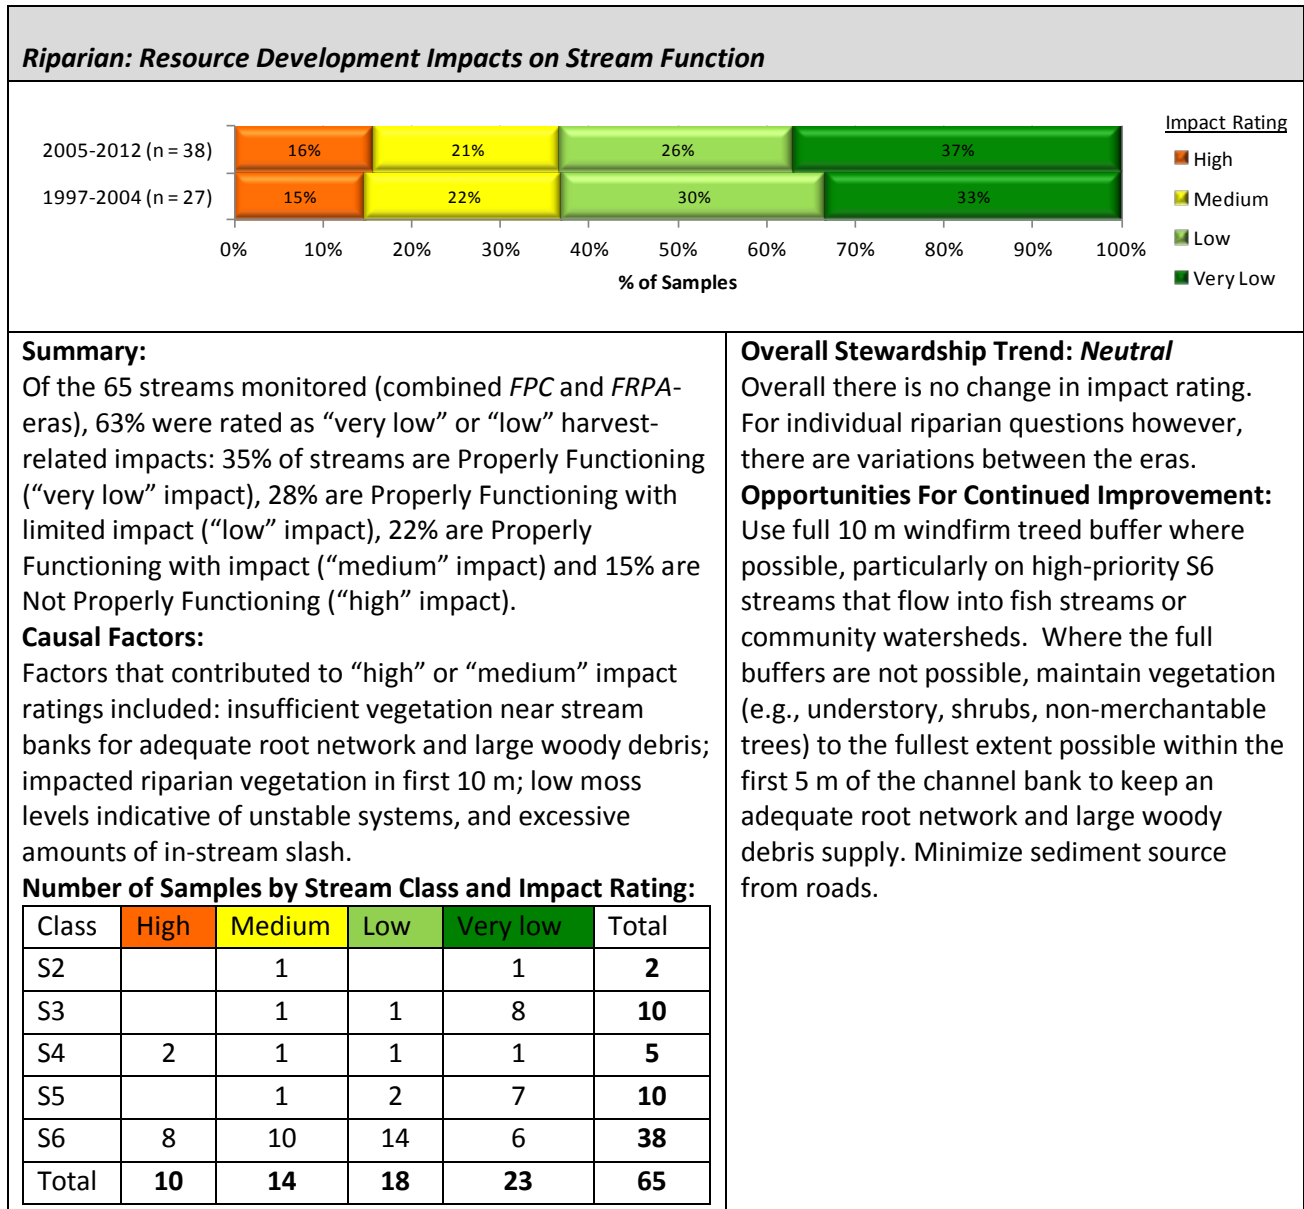 Riparian: Resource Development Impacts on Stream Function
2005-2012 (n = 38)
16%
21%
26%
37%
1997-2004 (n = 27)
15%
22%
30%
33%
0%
10%
20%
30%
40%
50%
60%
70%
80%
90%
100%
% of Samples
Impact Rating
High
Medium
Low
Very Low
Summary:
Of the 65 streams monitored (combined FPC and FRPA-
eras), 63% were rated as “very low” or “low” harvest-
related impacts: 35% of streams are Properly Functioning
(“very low” impact), 28% are Properly Functioning with
limited impact (“low” impact), 22% are Properly
Functioning with impact (“medium” impact) and 15% are
Not Properly Functioning (“high” impact).
Causal Factors:
Factors that contributed to “high” or “medium” impact
ratings included: insufficient vegetation near stream
banks for adequate root network and large woody debris;
impacted riparian vegetation in first 10 m; low moss
levels indicative of unstable systems, and excessive
amounts of in-stream slash.
Number of Samples by Stream Class and Impact Rating:
Class High Medium Low Very low Total
S2 1 1 2
S3 1 1 8 10
S4 2 1 1 1 5
S5 1 2 7 10
S6 8 10 14 6 38
Total 10 14 18 23 65
Overall Stewardship Trend: Neutral
Overall there is no change in impact rating.
For individual riparian questions however,
there are variations between the eras.
Opportunities For Continued Improvement:
Use full 10 m windfirm treed buffer where
possible, particularly on high-priority S6
streams that flow into fish streams or
community watersheds.  Where the full
buffers are not possible, maintain vegetation
(e.g., understory, shrubs, non-merchantable
trees) to the fullest extent possible within the
first 5 m of the channel bank to keep an
adequate root network and large woody
debris supply. Minimize sediment source
from roads.